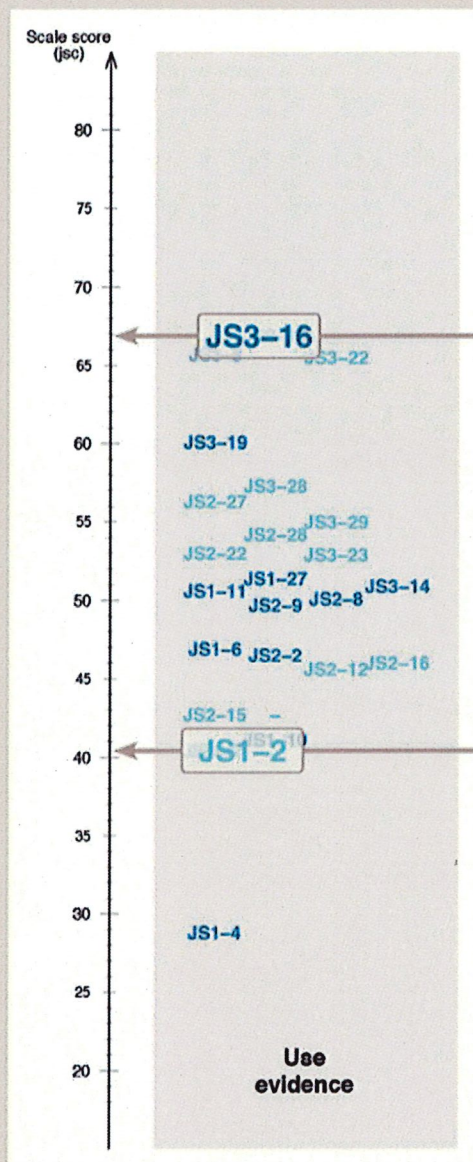 Scale score
(jsc)
80
75
70
JS3–16
65
JS3–22
60
JS3–19
JS3–28
JS2–27
55
JS3–29
JS2–28
JS2–22
JS3–23
JS1–27
50
JS1–11
JS2–9
JS2–8
JS3–14
JS1–6
JS2–2
45
JS2–12
JS2–16
JS2–15
–
40
JS1–2
35
30
JS1–4
25
20
Use
evidence